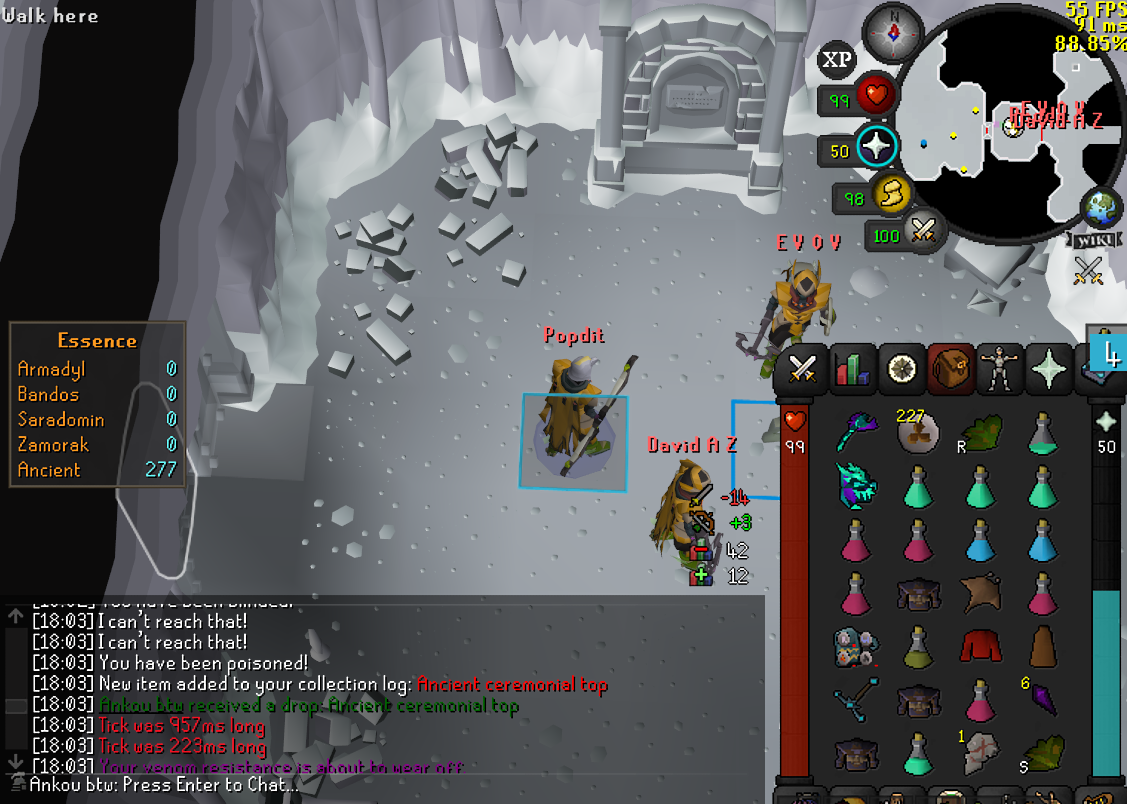 Walk here
55 FPS
91 ms
88.85%
N
XP
99
E V O V
David A Z
50
98
100
WIKI
E V O V
Essence
Armadyl 0
Bandos 0
Saradomin 0
Zamorak 0
Ancient 277
Popdit
David A Z
-14
+3
42
12
4
99
50
227
R
6
1
S
[18:03] I can't reach that!
[18:03] I can't reach that!
[18:03] You have been poisoned!
[18:03] New item added to your collection log: Ancient ceremonial top
[18:03] Ankou btw received a drop: Ancient ceremonial top
[18:03] Tick was 957ms long
[18:03] Tick was 223ms long
[18:03] Your venom resistance is about to wear off.
Ankou btw: Press Enter to Chat...